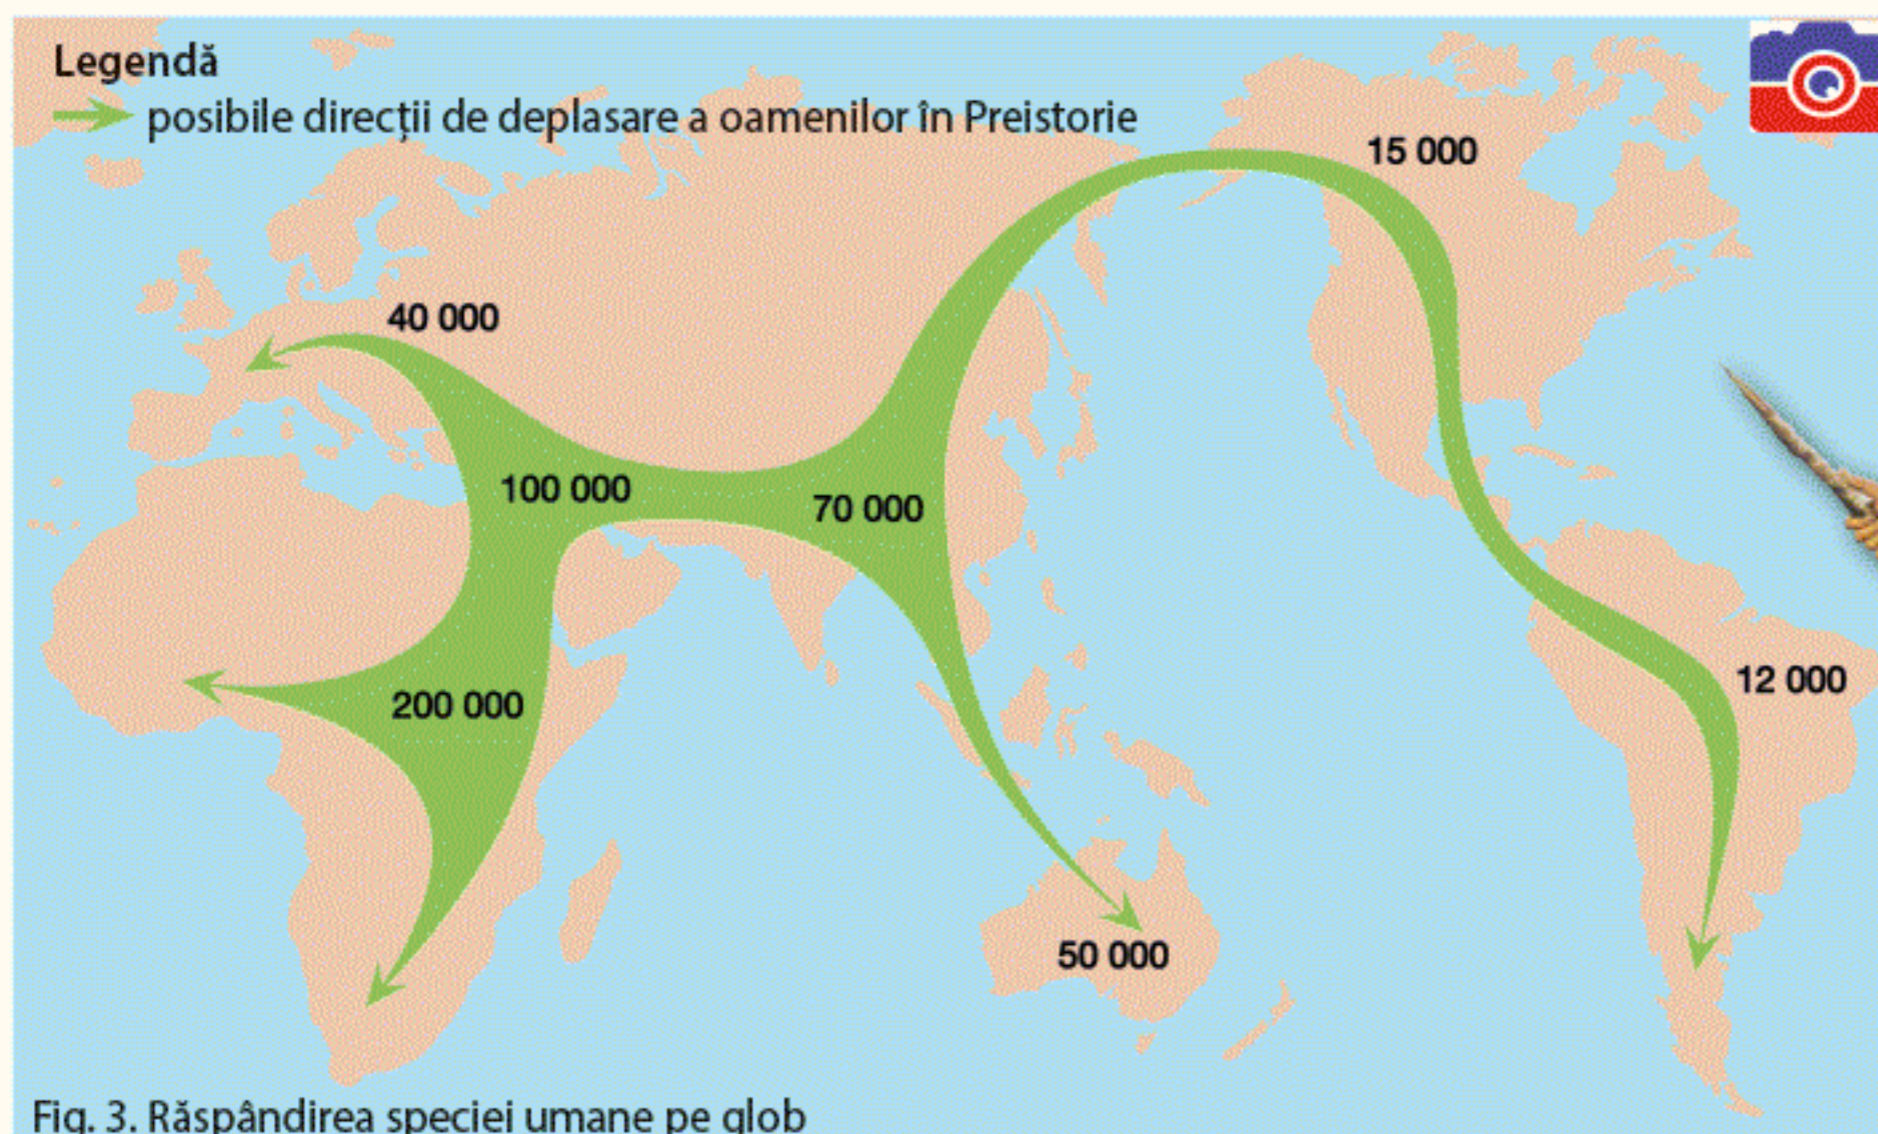 Legendă
posibile direcții de deplasare a oamenilor în Preistorie
15 000
40 000
100 000
70 000
200 000
12 000
50 000
Fig. 3. Răspândirea speciei umane pe glob